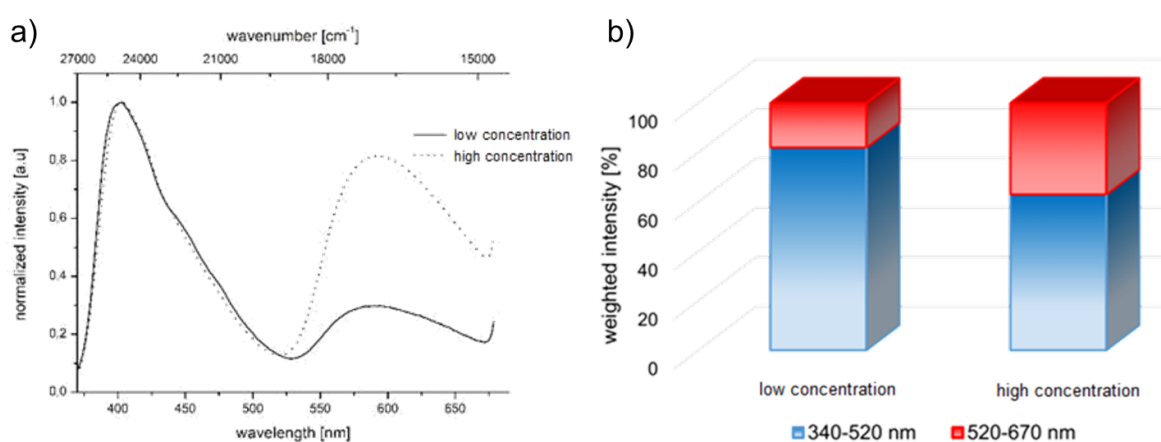 a)
wavenumber [cm⁻¹]
27000 24000 21000 18000 15000
1.0
0,8
0,6
0,4
0,2
0,0
normalized intensity [a.u]
low concentration
high concentration
400 450 500 550 600 650
wavelength [nm]
b)
weighted intensity [%]
100
80
60
40
20
0
low concentration high concentration
340-520 nm 520-670 nm